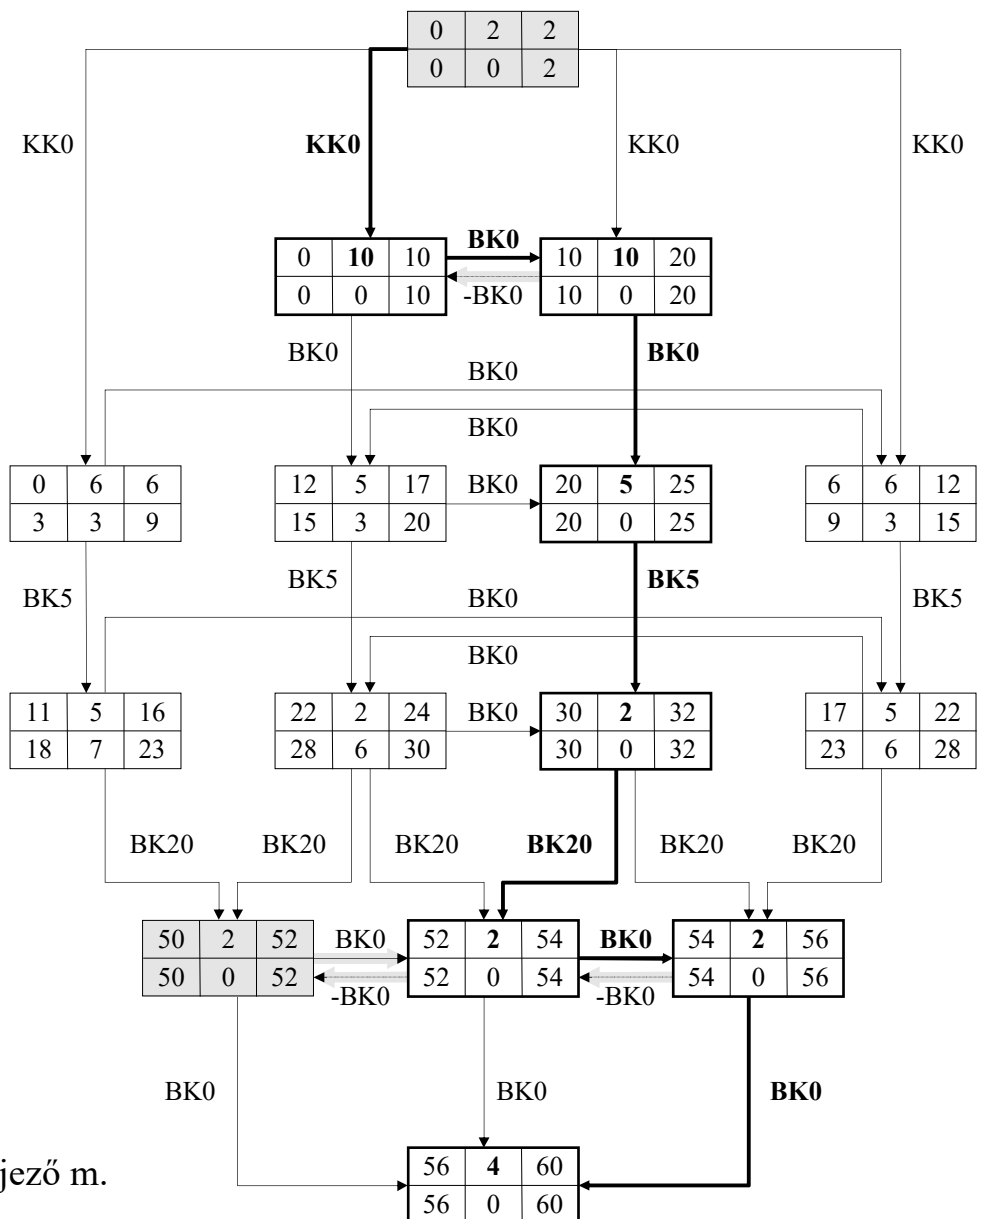 0 2 2
0 0 2
KK0 KK0 KK0 KK0
BK0
0 10 10 10 10 20
0 0 10 -BK0 10 0 20
BK0 BK0
BK0
BK0
0 6 6 12 5 17 BK0 20 5 25 6 6 12
3 3 9 15 3 20 20 0 25 9 3 15
BK5 BK5 BK5 BK5
BK0
BK0
11 5 16 22 2 24 BK0 30 2 32 17 5 22
18 7 23 28 6 30 30 0 32 23 6 28
BK20 BK20 BK20 BK20 BK20 BK20
50 2 52 BK0 52 2 54 BK0 54 2 56
50 0 52 -BK0 52 0 54 -BK0 54 0 56
BK0 BK0 BK0
jező m. 56 4 60
56 0 60